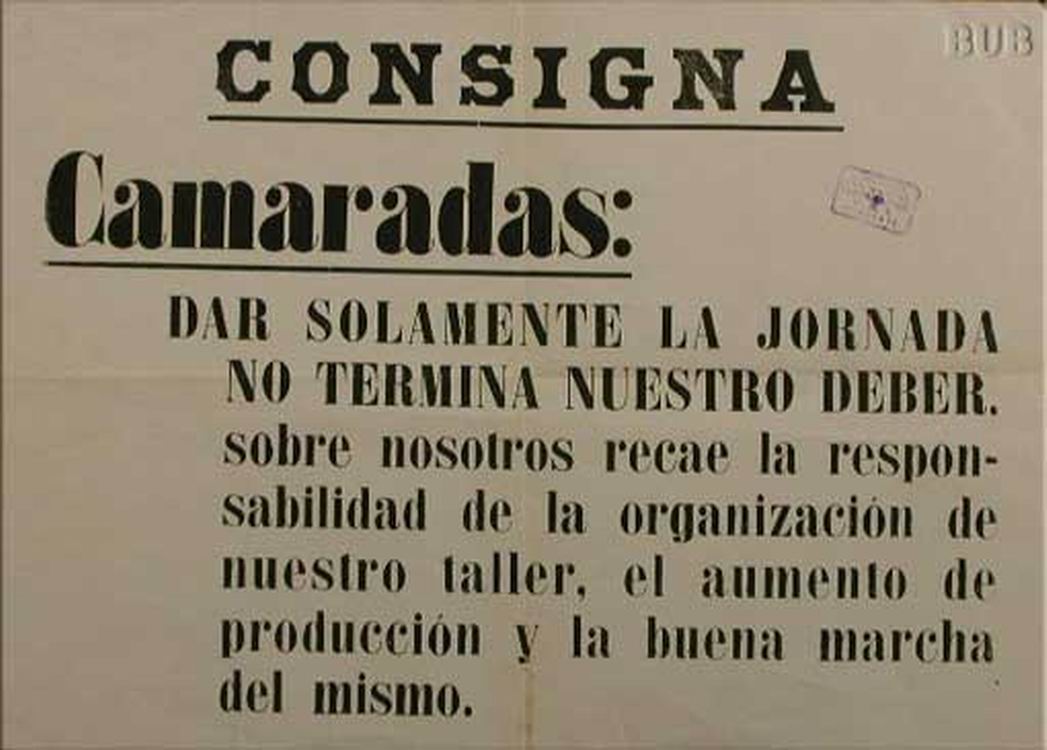 BUB
CONSIGNA
Camaradas:
DAR SOLAMENTE LA JORNADA
NO TERMINA NUESTRO DEBER.
sobre nosotros recae la respon-
sabilidad de la organización de
nuestro taller, el aumento de
producción y la buena marcha
del mismo.